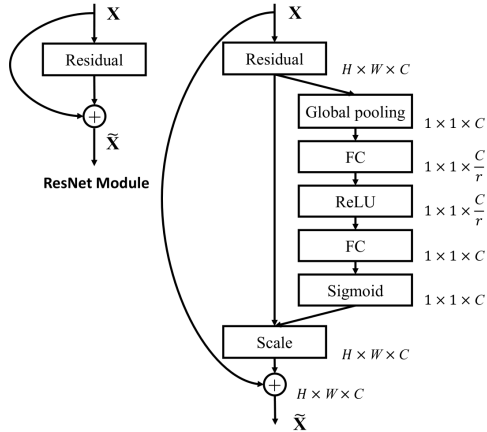 X
Residual
+
X̃
ResNet Module
X
Residual
H × W × C
Global pooling
1 × 1 × C
FC
1 × 1 × C/r
ReLU
1 × 1 × C/r
FC
1 × 1 × C
Sigmoid
1 × 1 × C
Scale
H × W × C
+
H × W × C
X̃